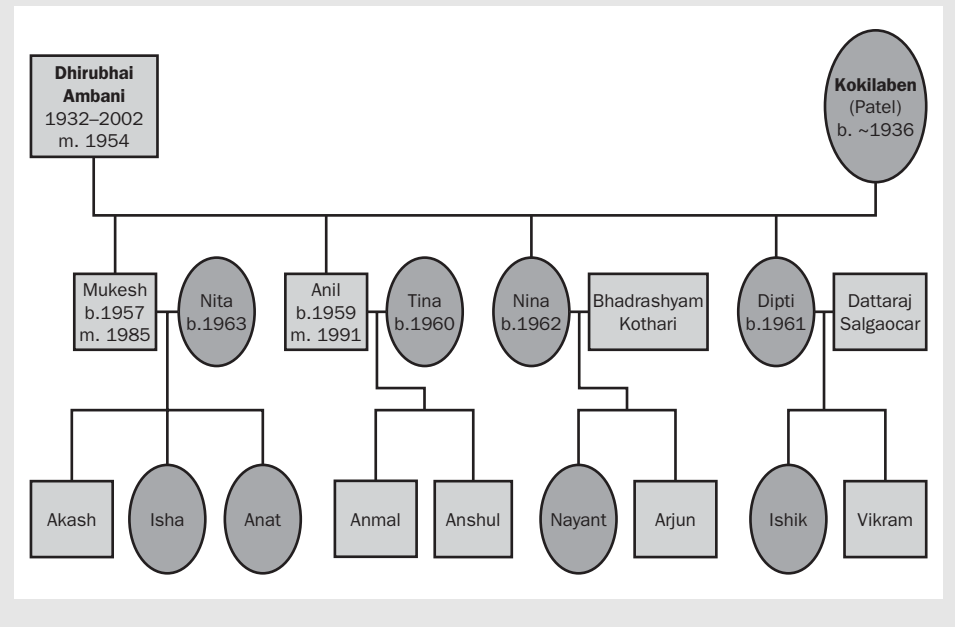 Dhirubhai
Ambani
1932–2002
m. 1954
Kokilaben
(Patel)
b. ~1936
Mukesh
b.1957
m. 1985
Nita
b.1963
Anil
b.1959
m. 1991
Tina
b.1960
Nina
b.1962
Bhadrashyam
Kothari
Dipti
b.1961
Dattaraj
Salgaocar
Akash
Isha
Anat
Anmal
Anshul
Nayant
Arjun
Ishik
Vikram